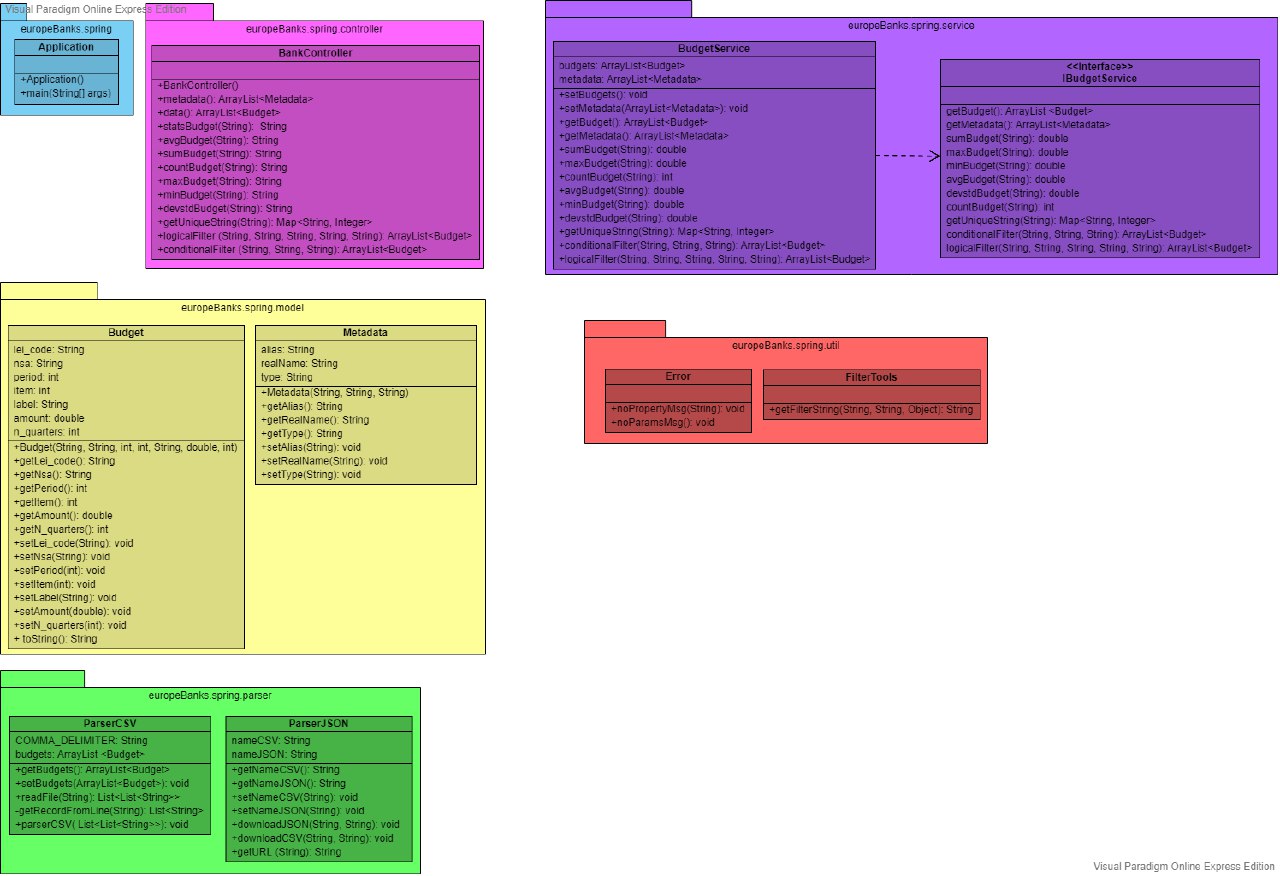 Visual Paradigm Online Express Edition
europeBanks.spring
Application
+Application()
+main(String[] args)
europeBanks.spring.controller
BankController
+BankController()
+metadata(): ArrayList<Metadata>
+data(): ArrayList<Budget>
+statsBudget(String): String
+avgBudget(String): String
+sumBudget(String): String
+countBudget(String): String
+maxBudget(String): String
+minBudget(String): String
+devstdBudget(String): String
+getUniqueString(String): Map<String, Integer>
+logicalFilter (String, String, String, String, String): ArrayList<Budget>
+conditionalFilter (String, String, String): ArrayList<Budget>
europeBanks.spring.service
BudgetService
budgets: ArrayList<Budget>
metadata: ArrayList<Metadata>
+setBudgets(): void
+setMetadata(ArrayList<Metadata>): void
+getBudget(): ArrayList<Budget>
+getMetadata(): ArrayList<Metadata>
+sumBudget(String): double
+maxBudget(String): double
+countBudget(String): int
+avgBudget(String): double
+minBudget(String): double
+devstdBudget(String): double
+getUniqueString(String): Map<String, Integer>
+conditionalFilter(String, String, String): ArrayList<Budget>
+logicalFilter(String, String, String, String, String): ArrayList<Budget>
<<Interface>>
IBudgetService
getBudget(): ArrayList <Budget>
getMetadata(): ArrayList<Metadata>
sumBudget(String): double
maxBudget(String): double
minBudget(String): double
avgBudget(String): double
devstdBudget(String): double
countBudget(String): int
getUniqueString(String): Map<String, Integer>
conditionalFilter(String, String, String): ArrayList<Budget>
logicalFilter(String, String, String, String, String): ArrayList<Budget>
europeBanks.spring.model
Budget
lei_code: String
nsa: String
period: int
item: int
label: String
amount: double
n_quarters: int
+Budget(String, String, int, int, String, double, int)
+getLei_code(): String
+getNsa(): String
+getPeriod(): int
+getItem(): int
+getAmount(): double
+getN_quarters(): int
+setLei_code(String): void
+setNsa(String): void
+setPeriod(int): void
+setItem(int): void
+setLabel(String): void
+setAmount(double): void
+setN_quarters(int): void
+ toString(): String
Metadata
alias: String
realName: String
type: String
+Metadata(String, String, String)
+getAlias(): String
+getRealName(): String
+getType(): String
+setAlias(String): void
+setRealName(String): void
+setType(String): void
europeBanks.spring.util
Error
+noPropertyMsg(String): void
+noParamsMsg(): void
FilterTools
+getFilterString(String, String, Object): String
europeBanks.spring.parser
ParserCSV
COMMA_DELIMITER: String
budgets: ArrayList <Budget>
+getBudgets(): ArrayList<Budget>
+setBudgets(ArrayList<Budget>): void
+readFile(String): List<List<String>>
-getRecordFromLine(String): List<String>
+parserCSV( List<List<String>>): void
ParserJSON
nameCSV: String
nameJSON: String
+getNameCSV(): String
+getNameJSON(): String
+setNameCSV(String): void
+setNameJSON(String): void
+downloadJSON(String, String): void
+downloadCSV(String, String): void
+getURL (String): String
Visual Paradigm Online Express Edition